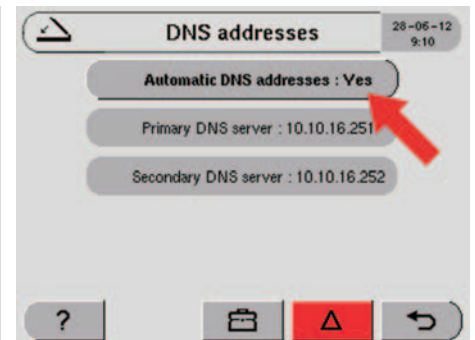 DNS addresses
28-06-12
9:10
Automatic DNS addresses : Yes
Primary DNS server : 10.10.16.251
Secondary DNS server : 10.10.16.252
?